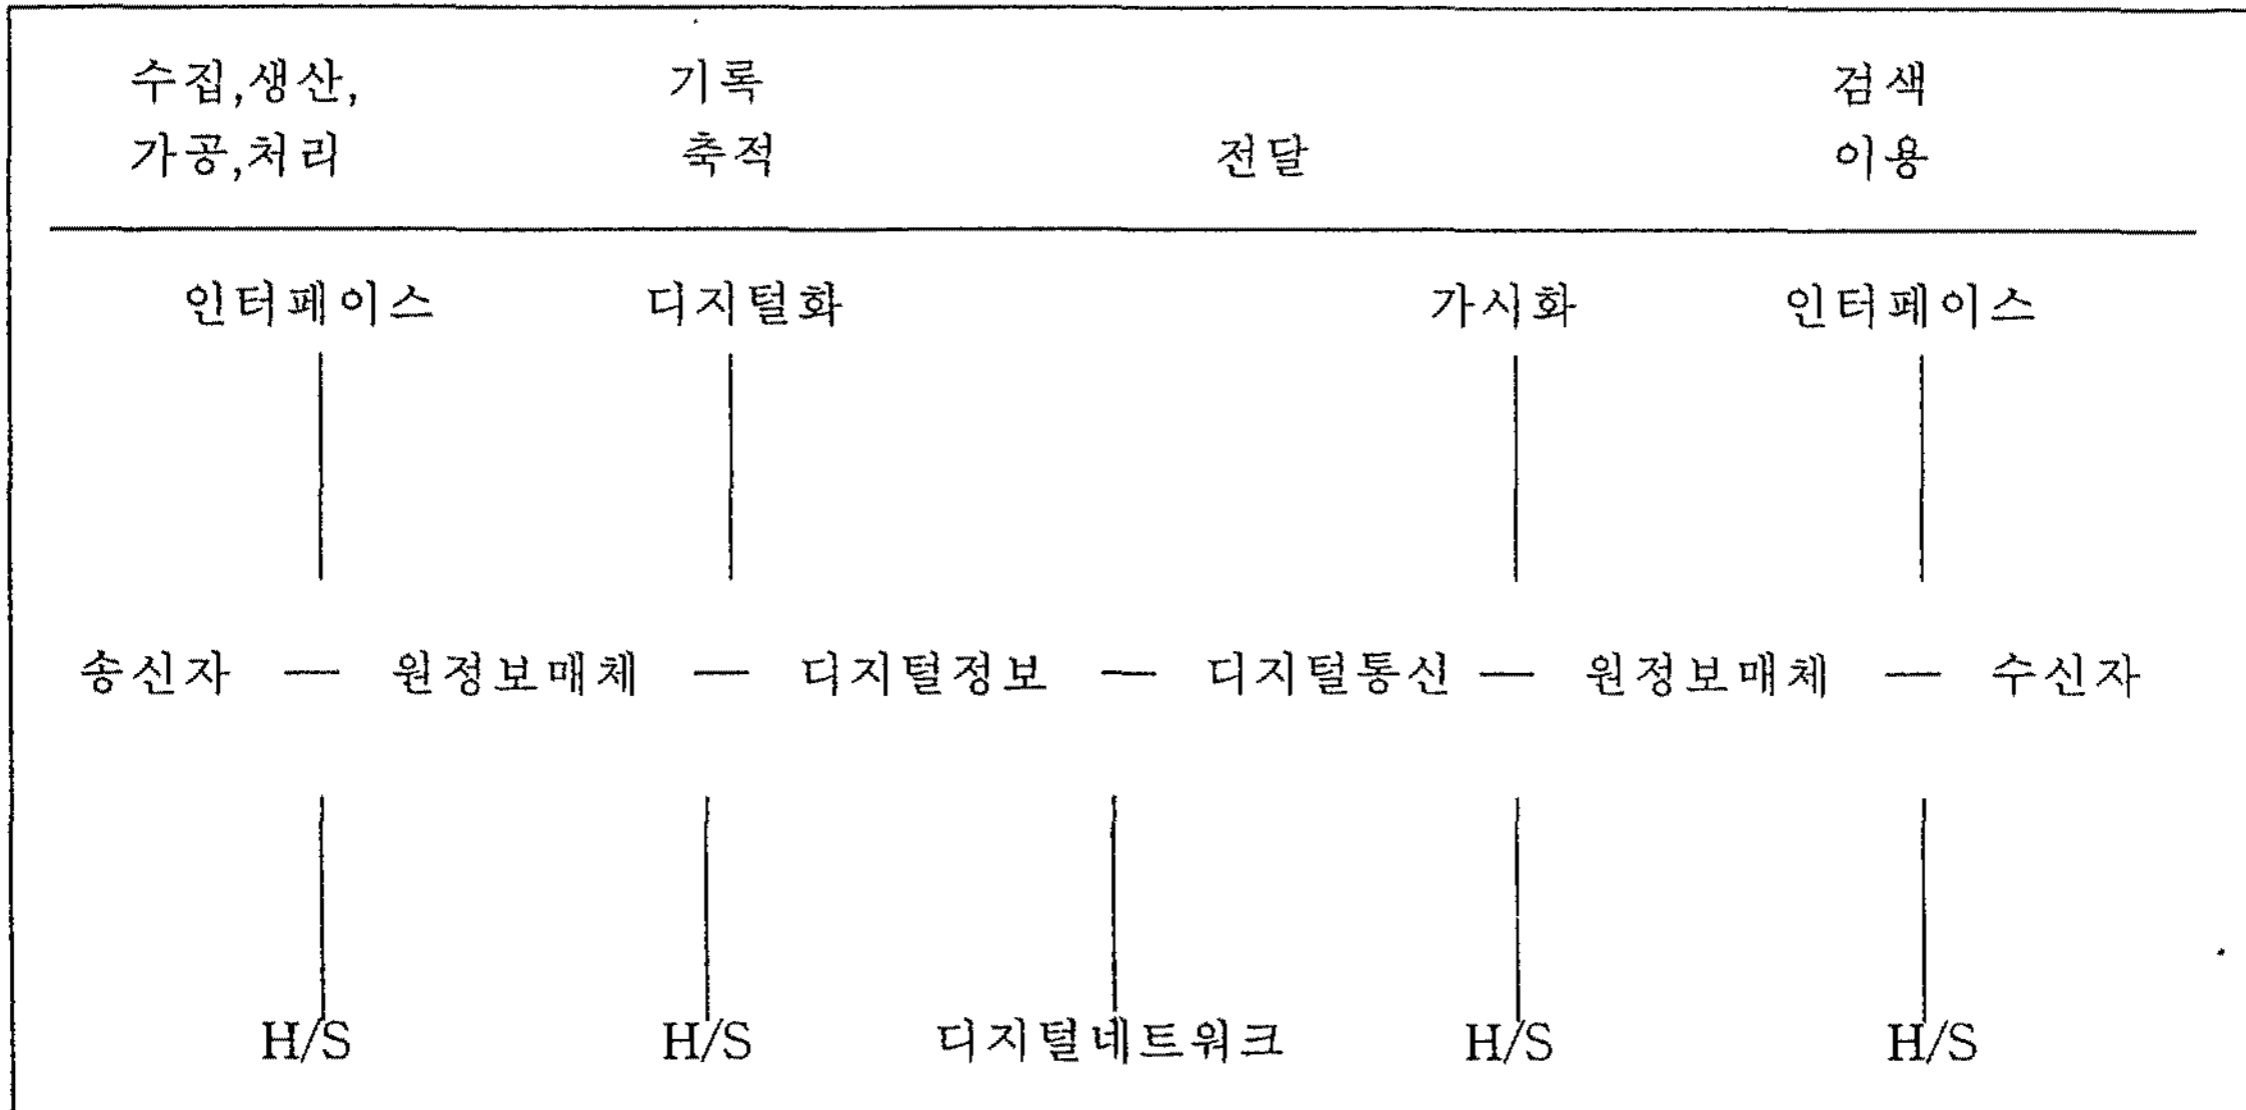 수집,생산, 기록 검색
가공,처리 축적 전달 이용
인터페이스 디지털화 가시화 인터페이스
송신자 — 원정보매체 — 디지털정보 — 디지털통신 — 원정보매체 — 수신자
H/S H/S 디지털네트워크 H/S H/S